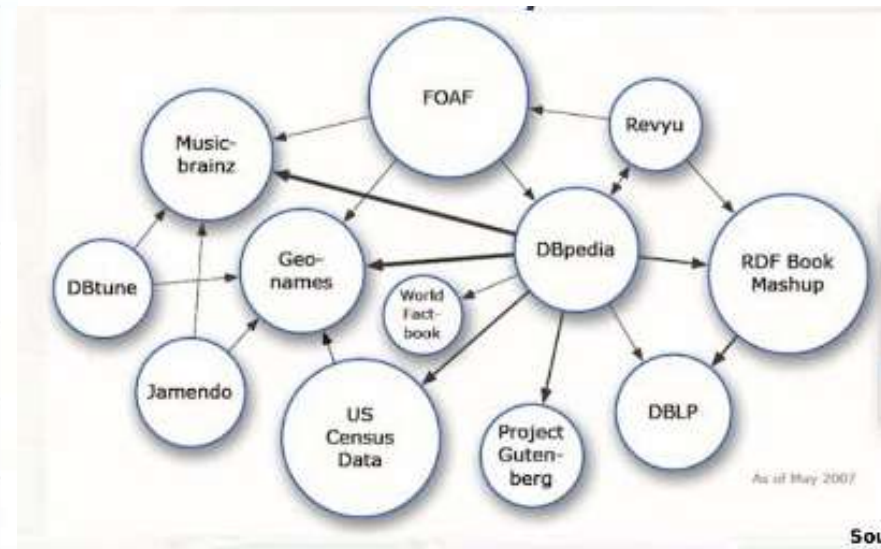 FOAF
Revyu
Music-
brainz
DBpedia
Geo-
names
RDF Book
Mashup
DBtune
World
Fact-
book
Jamendo
US
Census
Data
Project
Guten-
berg
DBLP
As of May 2007
Sou